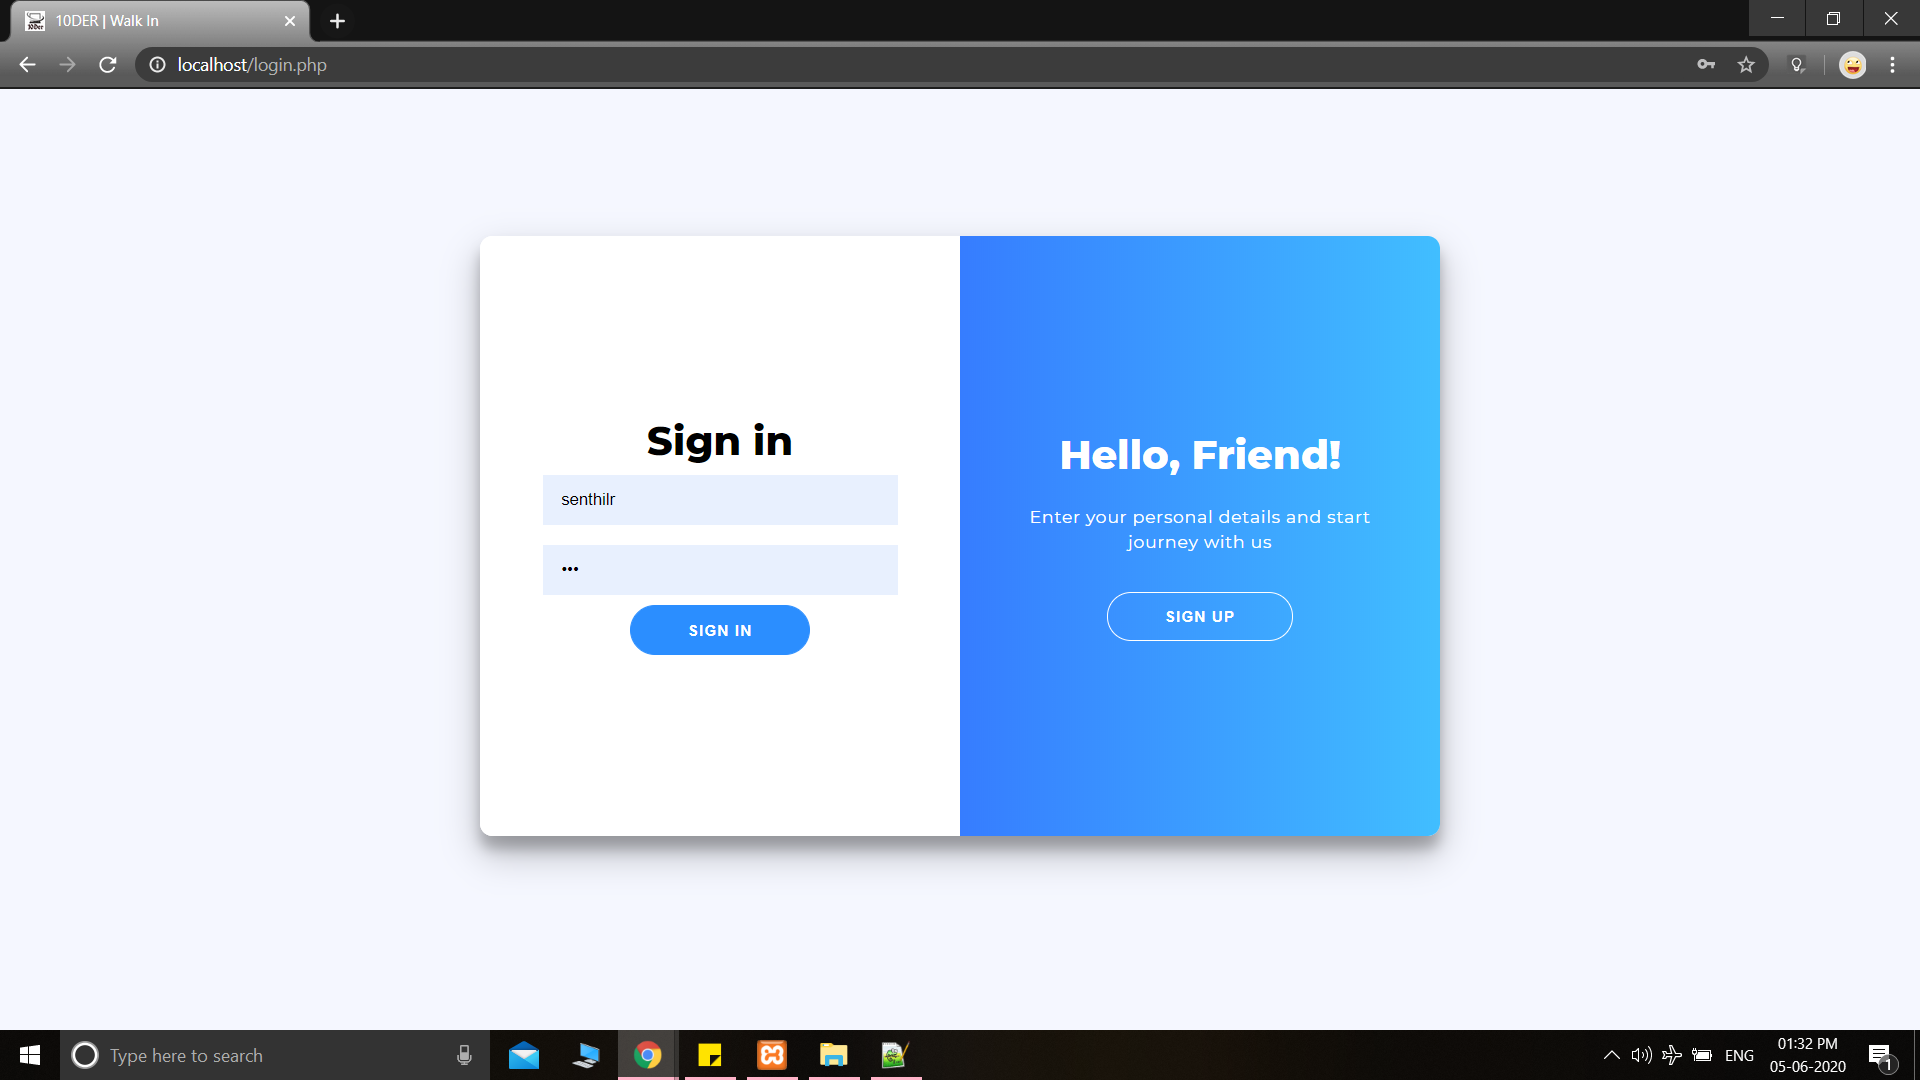 10DER | Walk In
localhost/login.php
Sign in
senthilr
•••
SIGN IN
Hello, Friend!
Enter your personal details and start
journey with us
SIGN UP
Type here to search
ENG
01:32 PM
05-06-2020
1